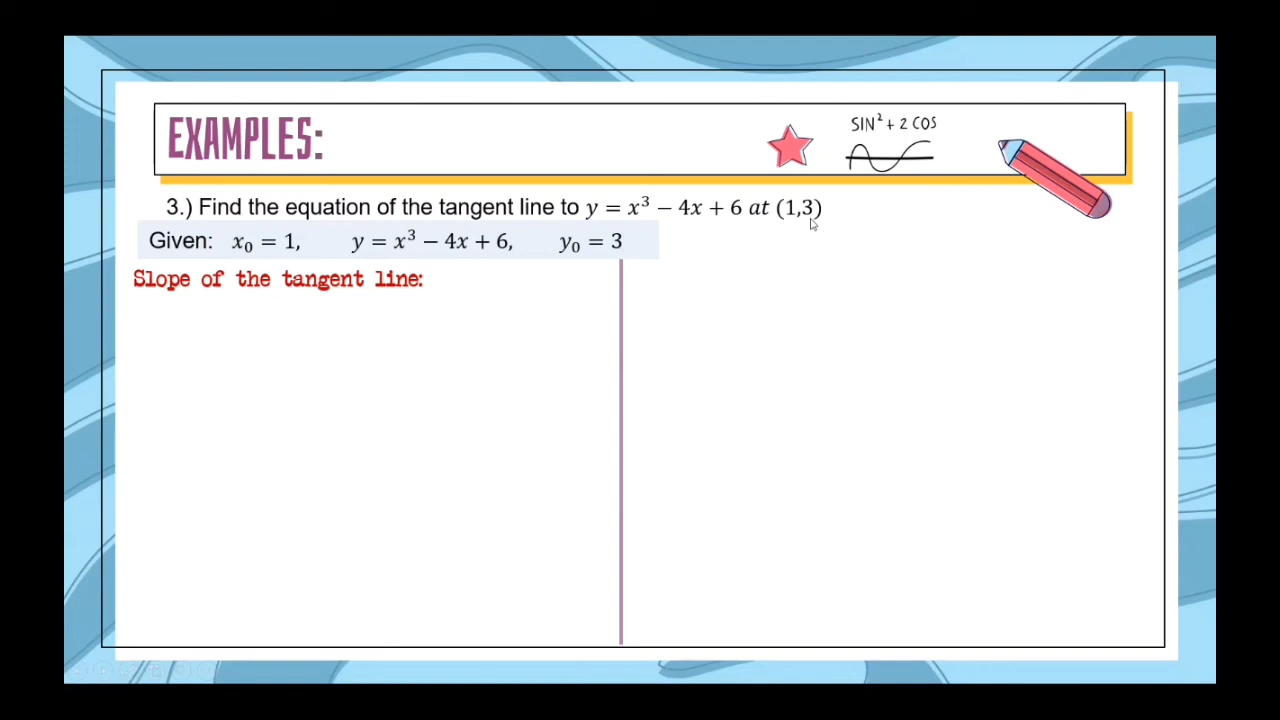 EXAMPLES:
SIN² + 2 COS
3.) Find the equation of the tangent line to y = x³ − 4x + 6 at (1,3)
Given: x₀ = 1, y = x³ − 4x + 6, y₀ = 3
Slope of the tangent line: